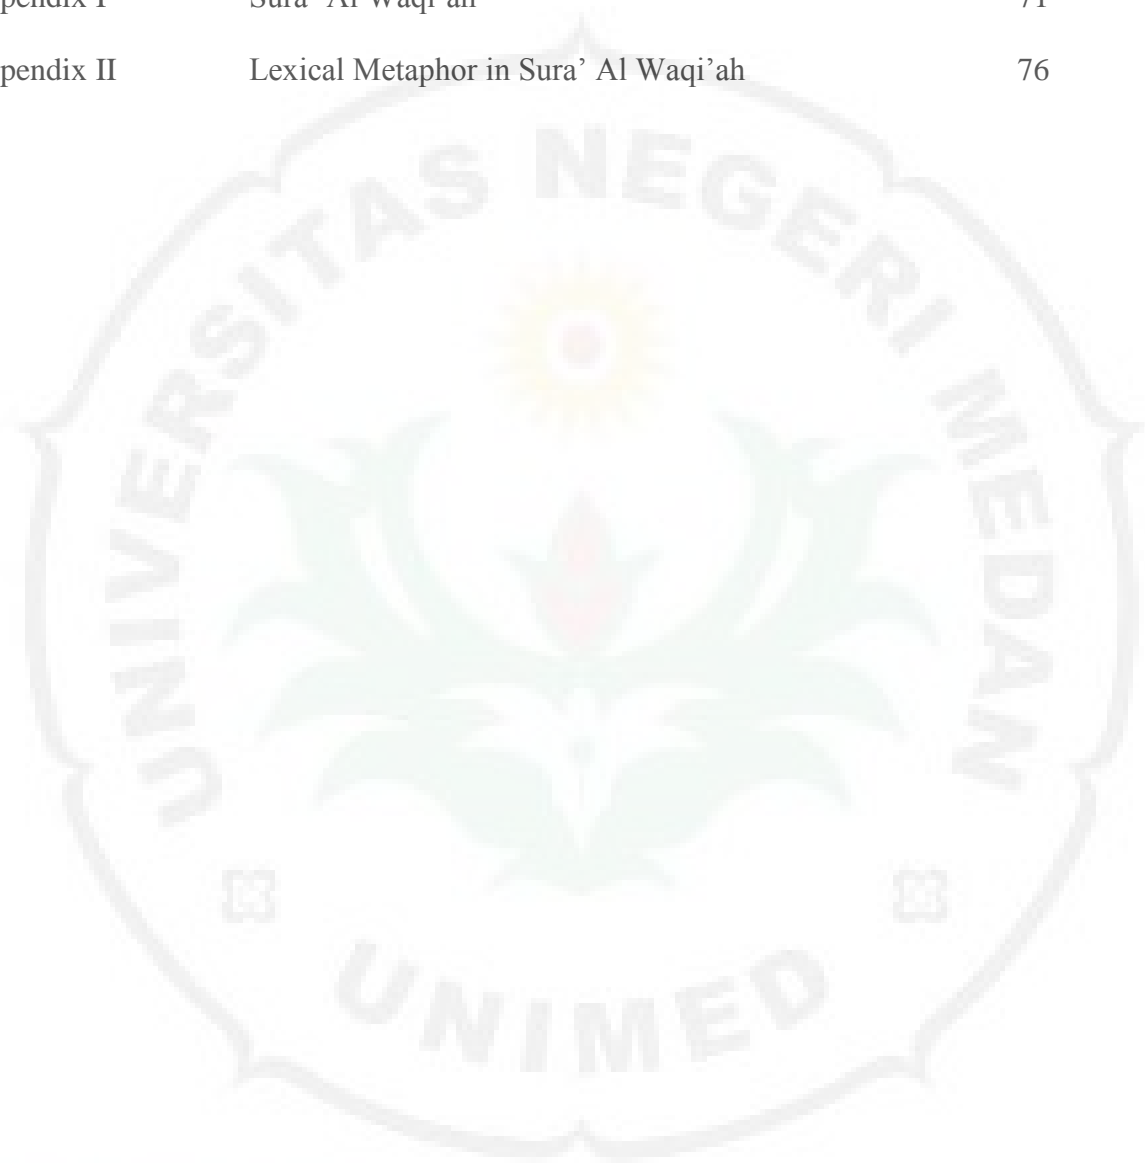 pendix I Sura’ Al Waqi’ah 71
pendix II Lexical Metaphor in Sura’ Al Waqi’ah 76
UNIVERSITAS NEGERI MEDAN
UNIMED